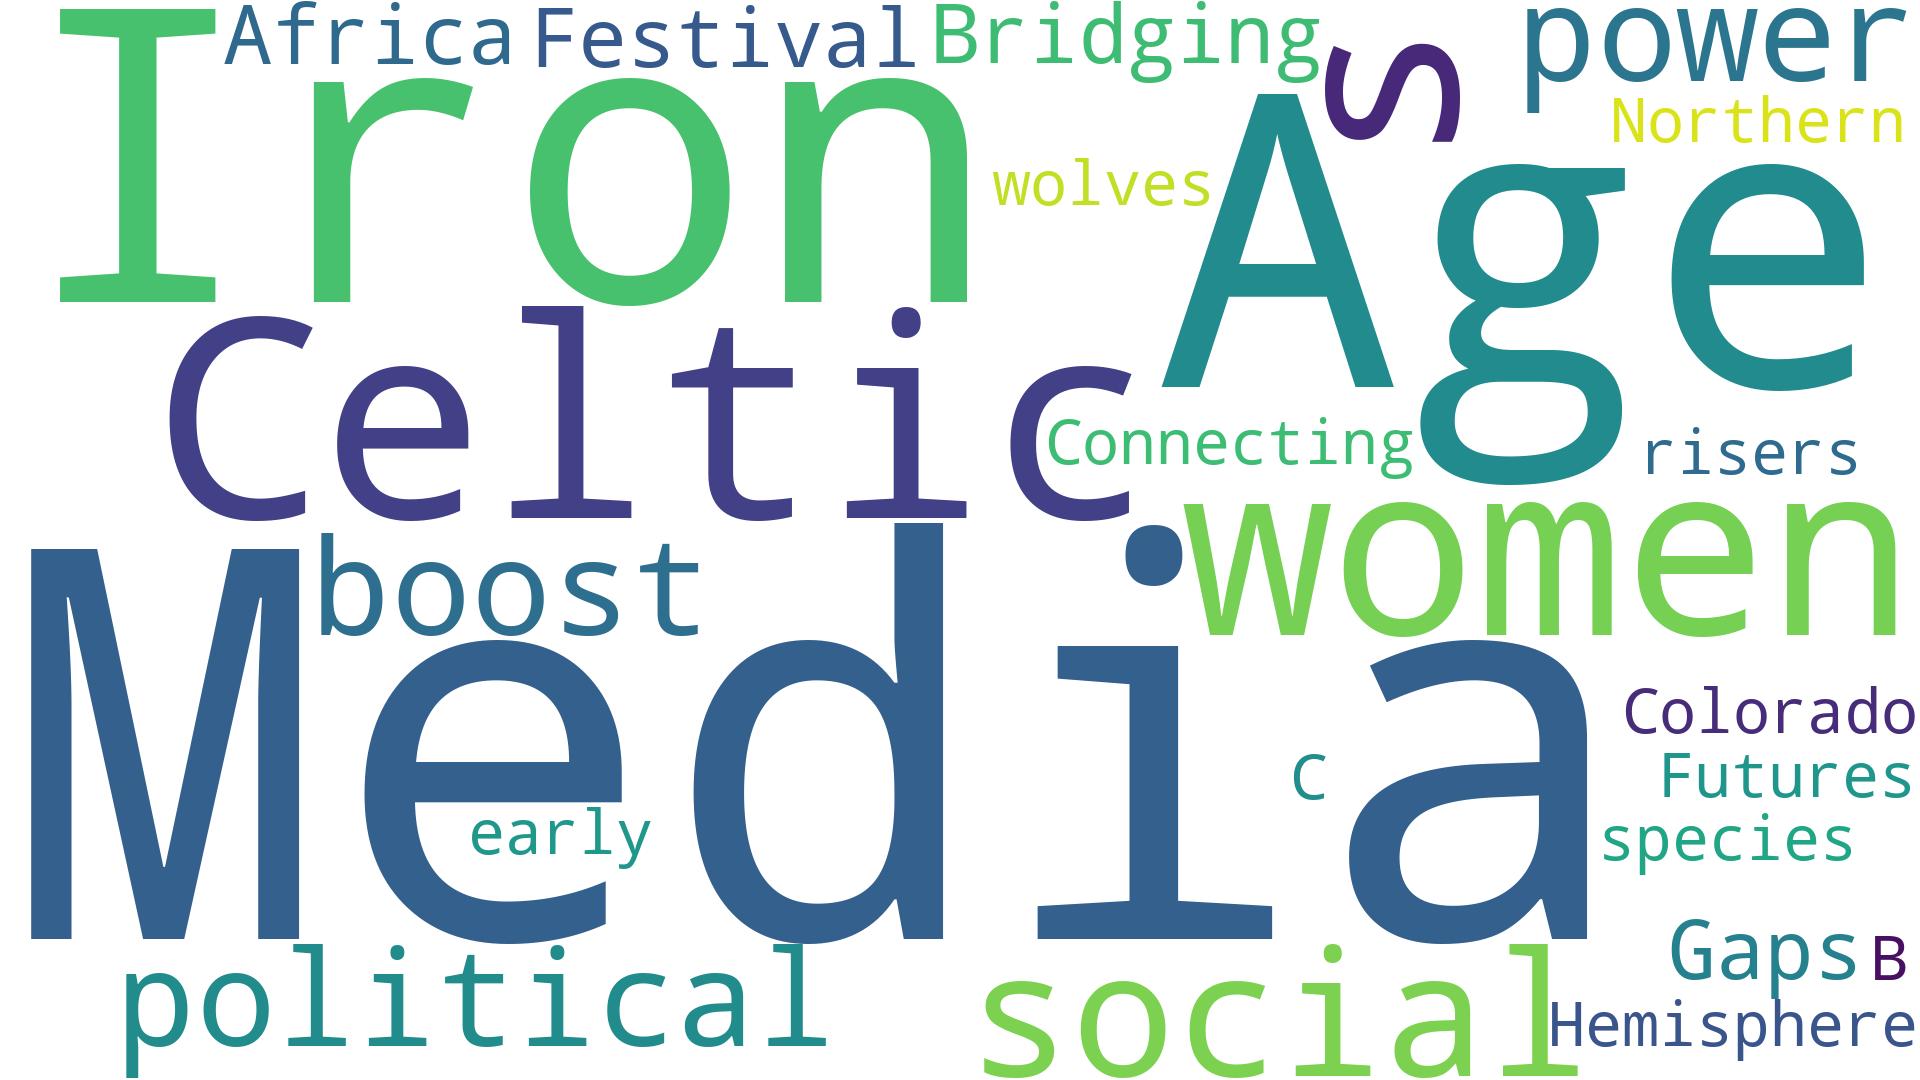 Africa Festival Bridging power
Iron Age s Northern
wolves
Celtic
Connecting risers
women
boost
Media
Colorado
C Futures
early species
Gaps B
political social Hemisphere